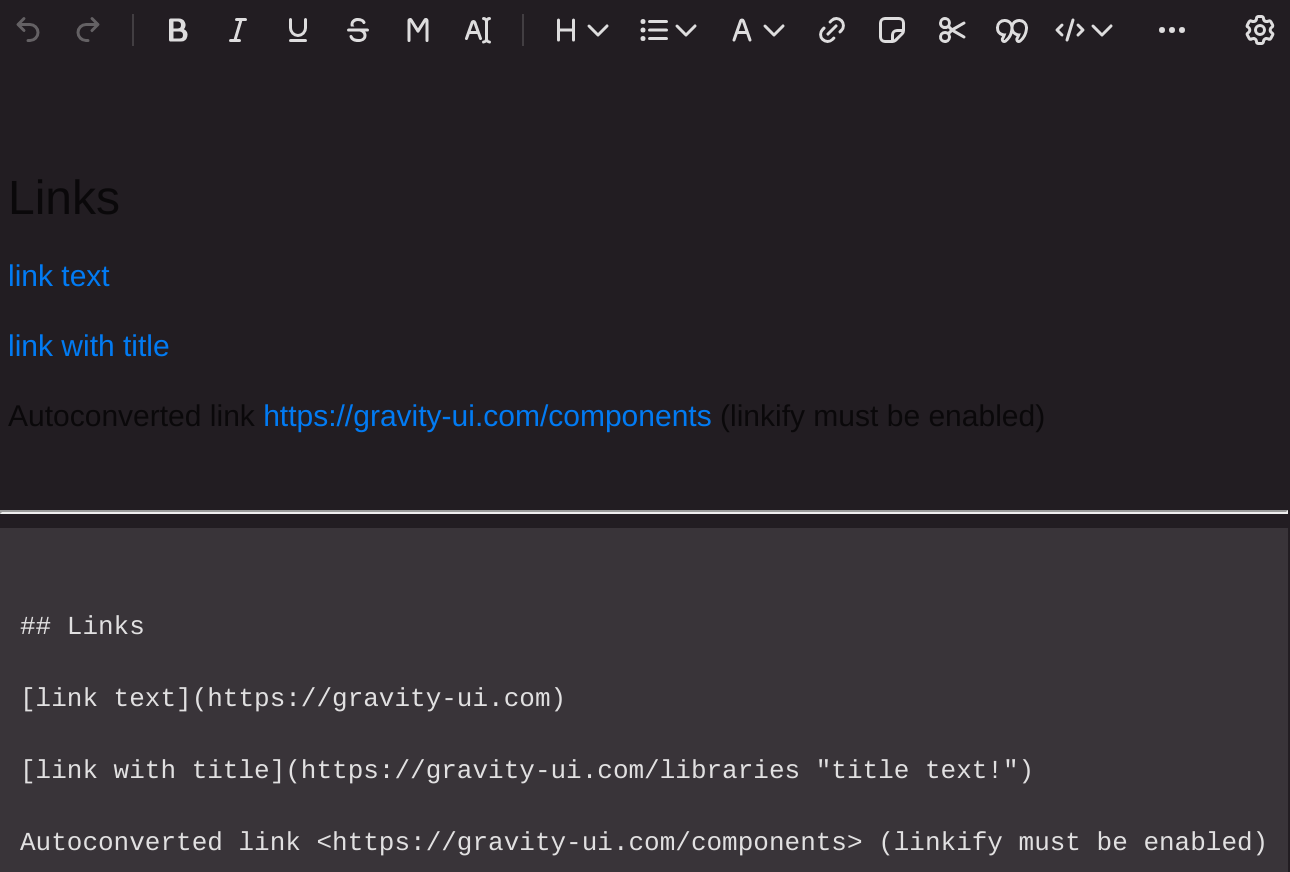 Links
link text
link with title
Autoconverted link https://gravity-ui.com/components (linkify must be enabled)
## Links
[link text](https://gravity-ui.com)
[link with title](https://gravity-ui.com/libraries "title text!")
Autoconverted link <https://gravity-ui.com/components> (linkify must be enabled)